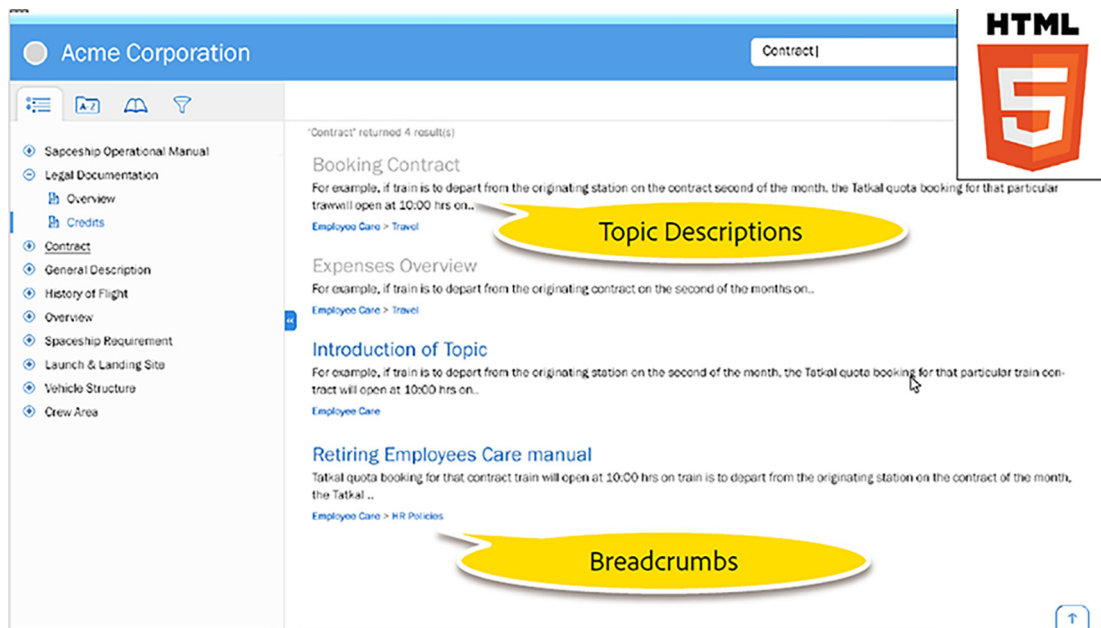 HTML
5
Acme Corporation
Contract
A-Z
"Contract" returned 4 result(s)
Sapceship Operational Manual
Legal Documentation
Overview
Credits
Contract
General Description
History of Flight
Overview
Spaceship Requirement
Launch & Landing Site
Vehicle Structure
Crew Area
Booking Contract
For example, if train is to depart from the originating station on the contract second of the month, the Tatkal quota booking for that particular
trawwill open at 10:00 hrs on..
Employee Care > Travel
Topic Descriptions
Expenses Overview
For example, if train is to depart from the originating contract on the second of the months on..
Employee Care > Travel
Introduction of Topic
For example, if train is to depart from the originating station on the second of the month, the Tatkal quota booking for that particular train con-
tract will open at 10:00 hrs on..
Employee Care
Retiring Employees Care manual
Tatkal quota booking for that contract train will open at 10:00 hrs on train is to depart from the originating station on the contract of the month,
the Tatkal ..
Employee Care > HR Policies
Breadcrumbs